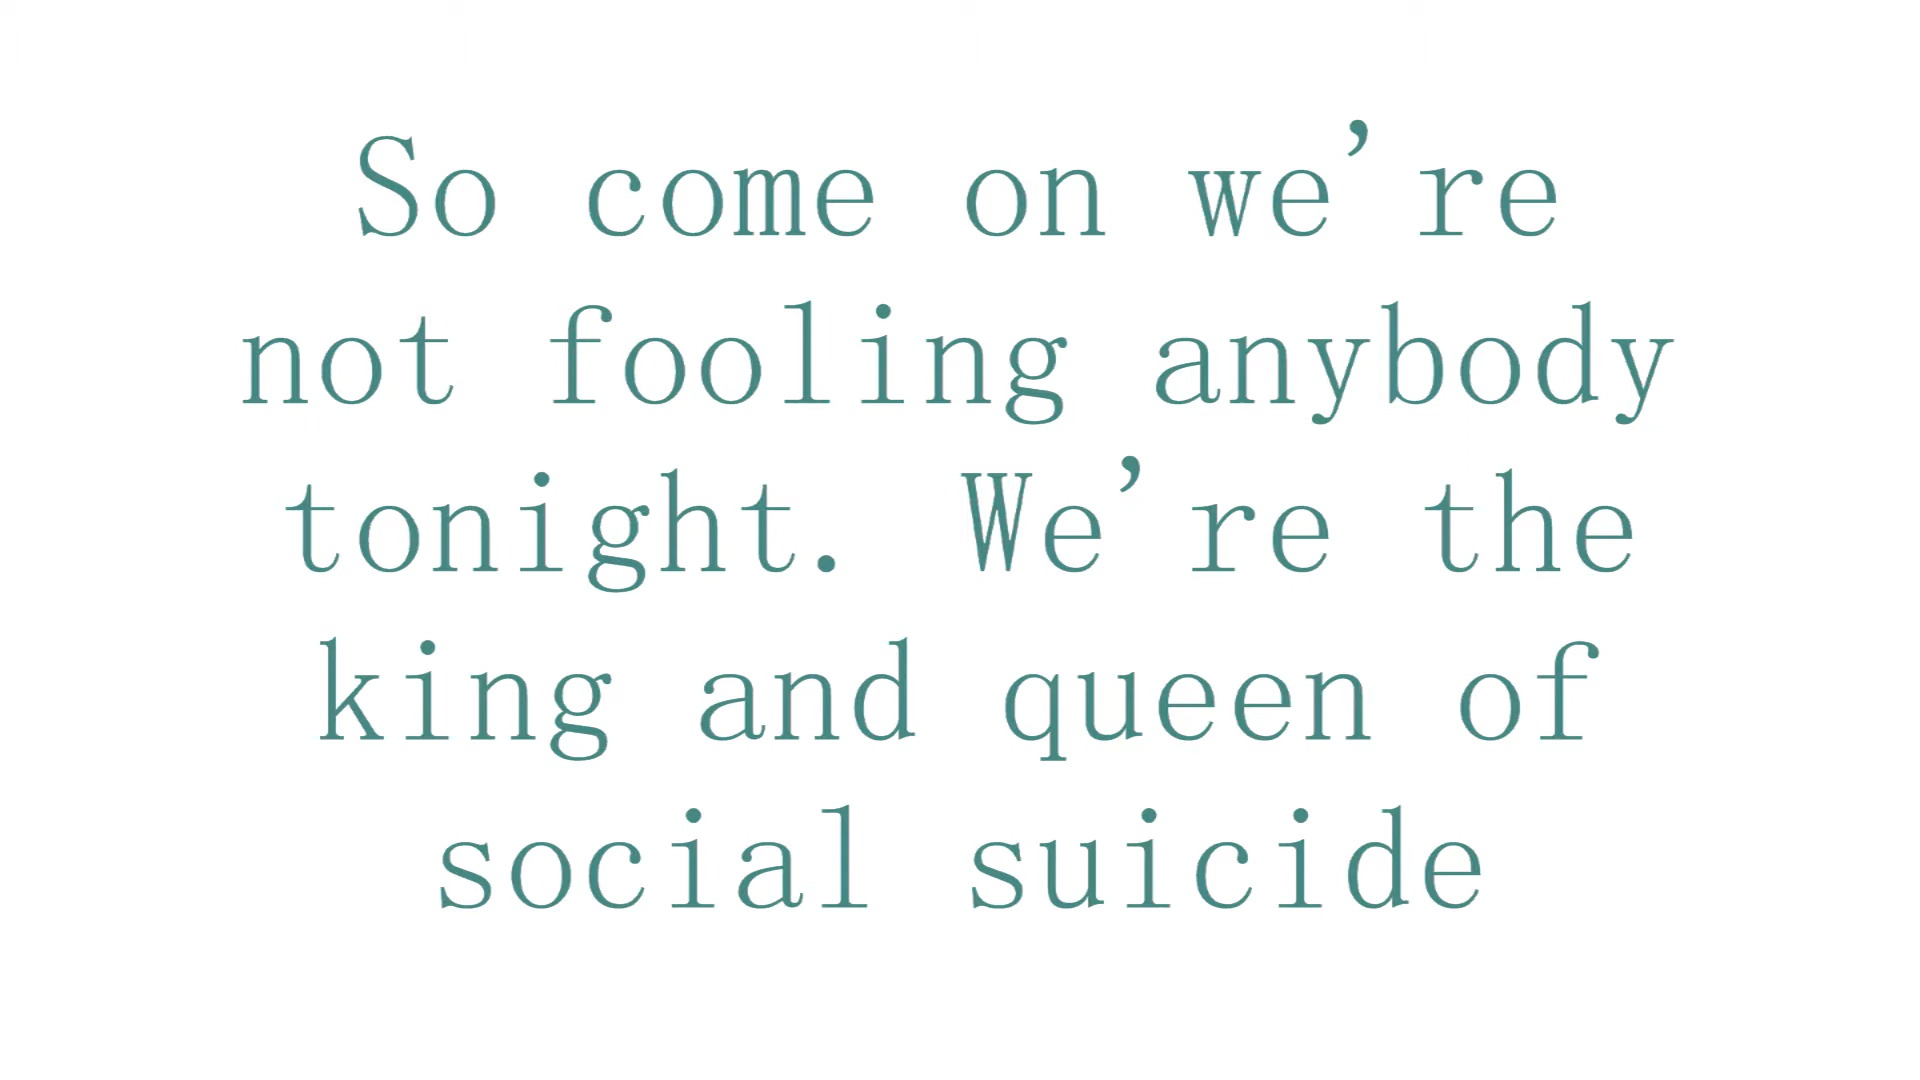 So come on we’re
not fooling anybody
tonight. We’re the
king and queen of
social suicide